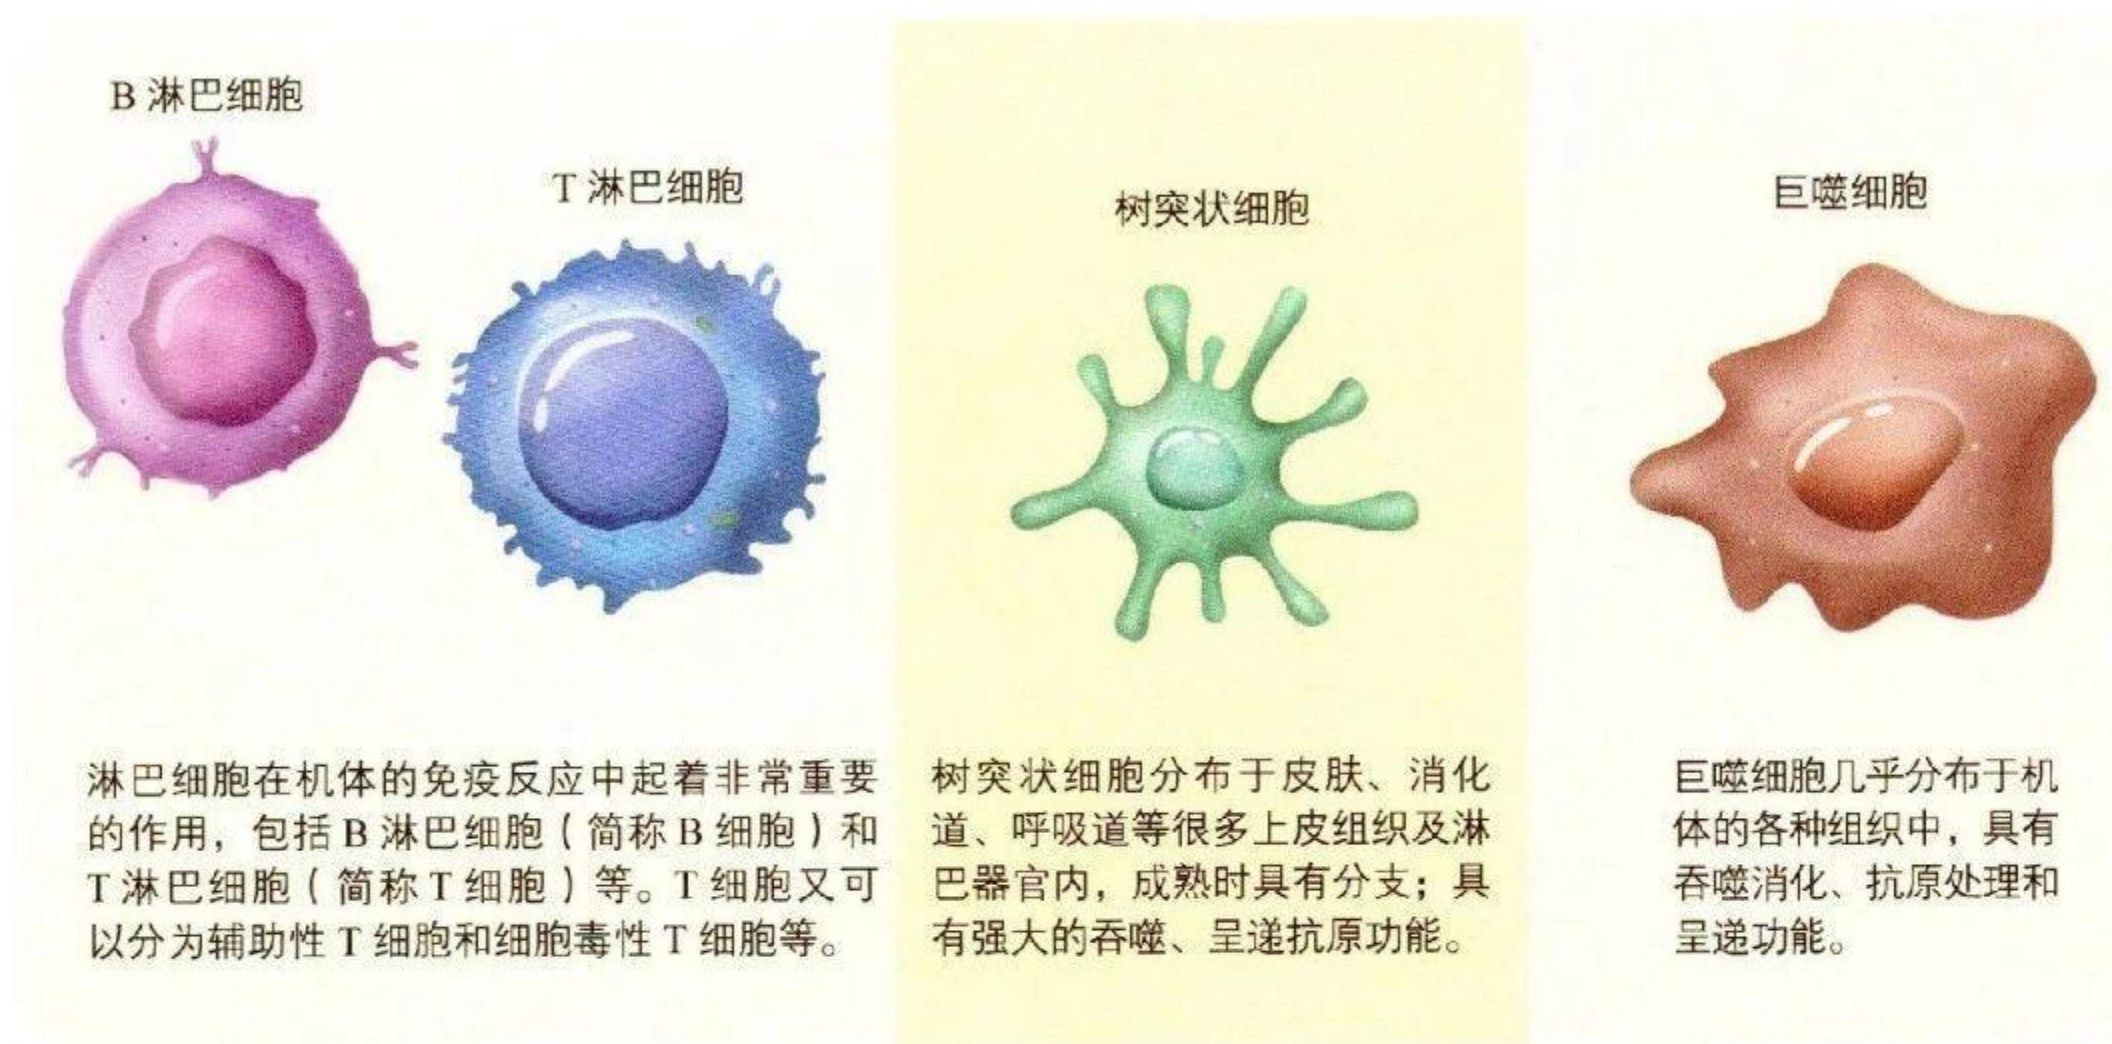 B 淋巴细胞
T 淋巴细胞
树突状细胞
巨噬细胞
淋巴细胞在机体的免疫反应中起着非常重要
的作用，包括 B 淋巴细胞（简称 B 细胞）和
T 淋巴细胞（简称 T 细胞）等。T 细胞又可
以分为辅助性 T 细胞和细胞毒性 T 细胞等。
树突状细胞分布于皮肤、消化
道、呼吸道等很多上皮组织及淋
巴器官内，成熟时具有分支；具
有强大的吞噬、呈递抗原功能。
巨噬细胞几乎分布于机
体的各种组织中，具有
吞噬消化、抗原处理和
呈递功能。